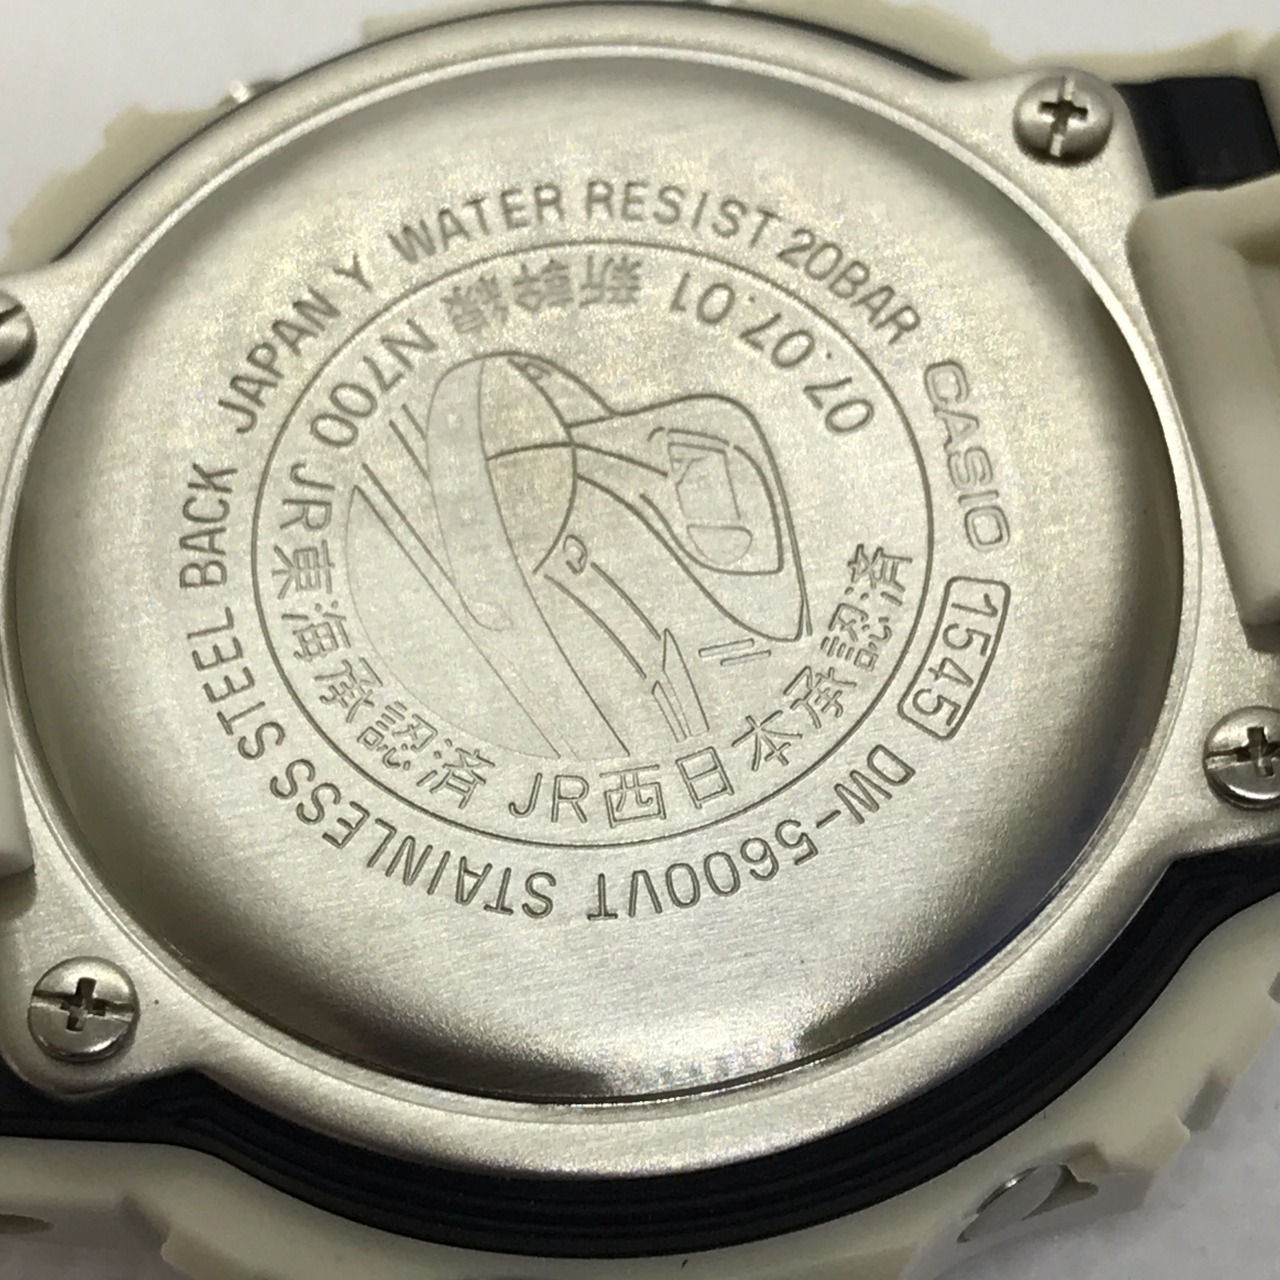 CASIO 1545 DW-5600VT STAINLESS STEEL BACK JAPAN Y WATER RESIST 20BAR
新幹線 N700
07.07.01
JR東海承認済 JR西日本承認済